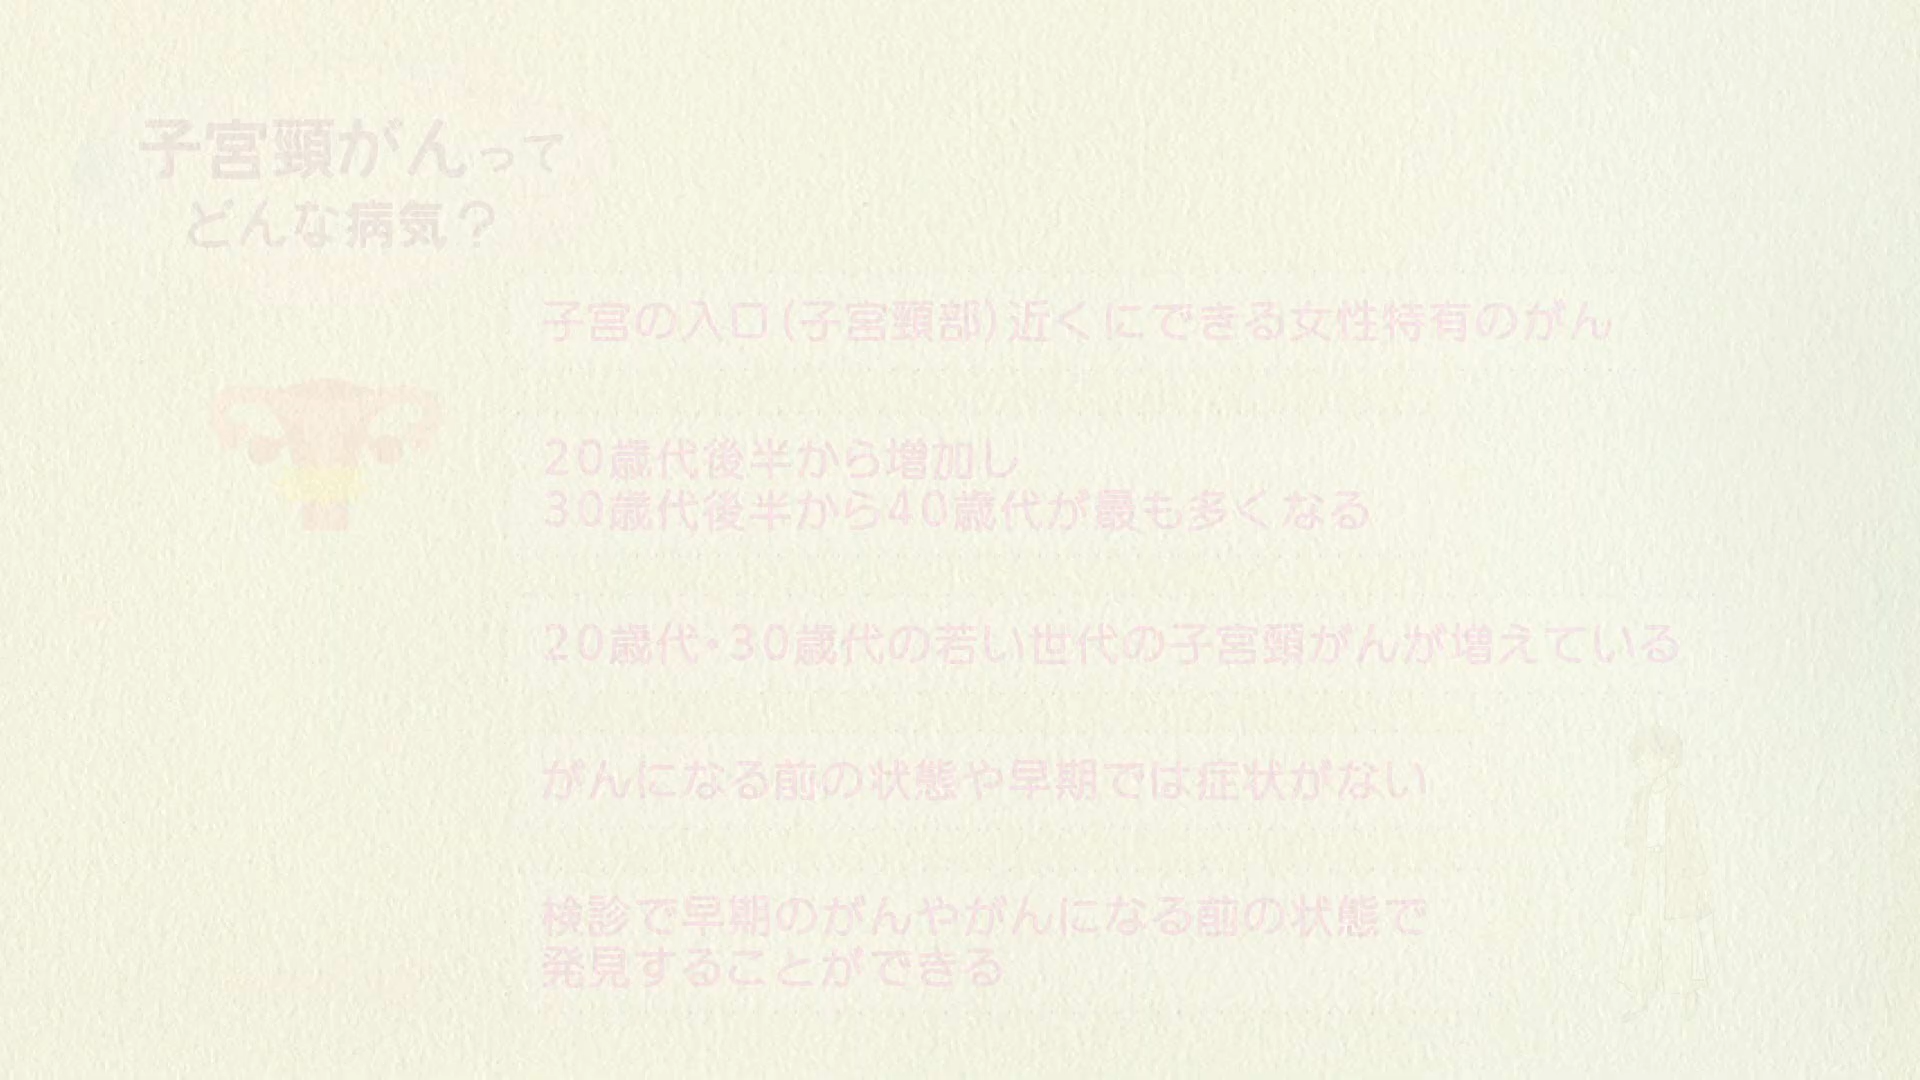 子宮頸がんって
どんな病気？
子宮の入口(子宮頸部)近くにできる女性特有のがん
20歳代後半から増加し
30歳代後半から40歳代が最も多くなる
20歳代・30歳代の若い世代の子宮頸がんが増えている
がんになる前の状態や早期では症状がない
検診で早期のがんやがんになる前の状態で
発見することができる